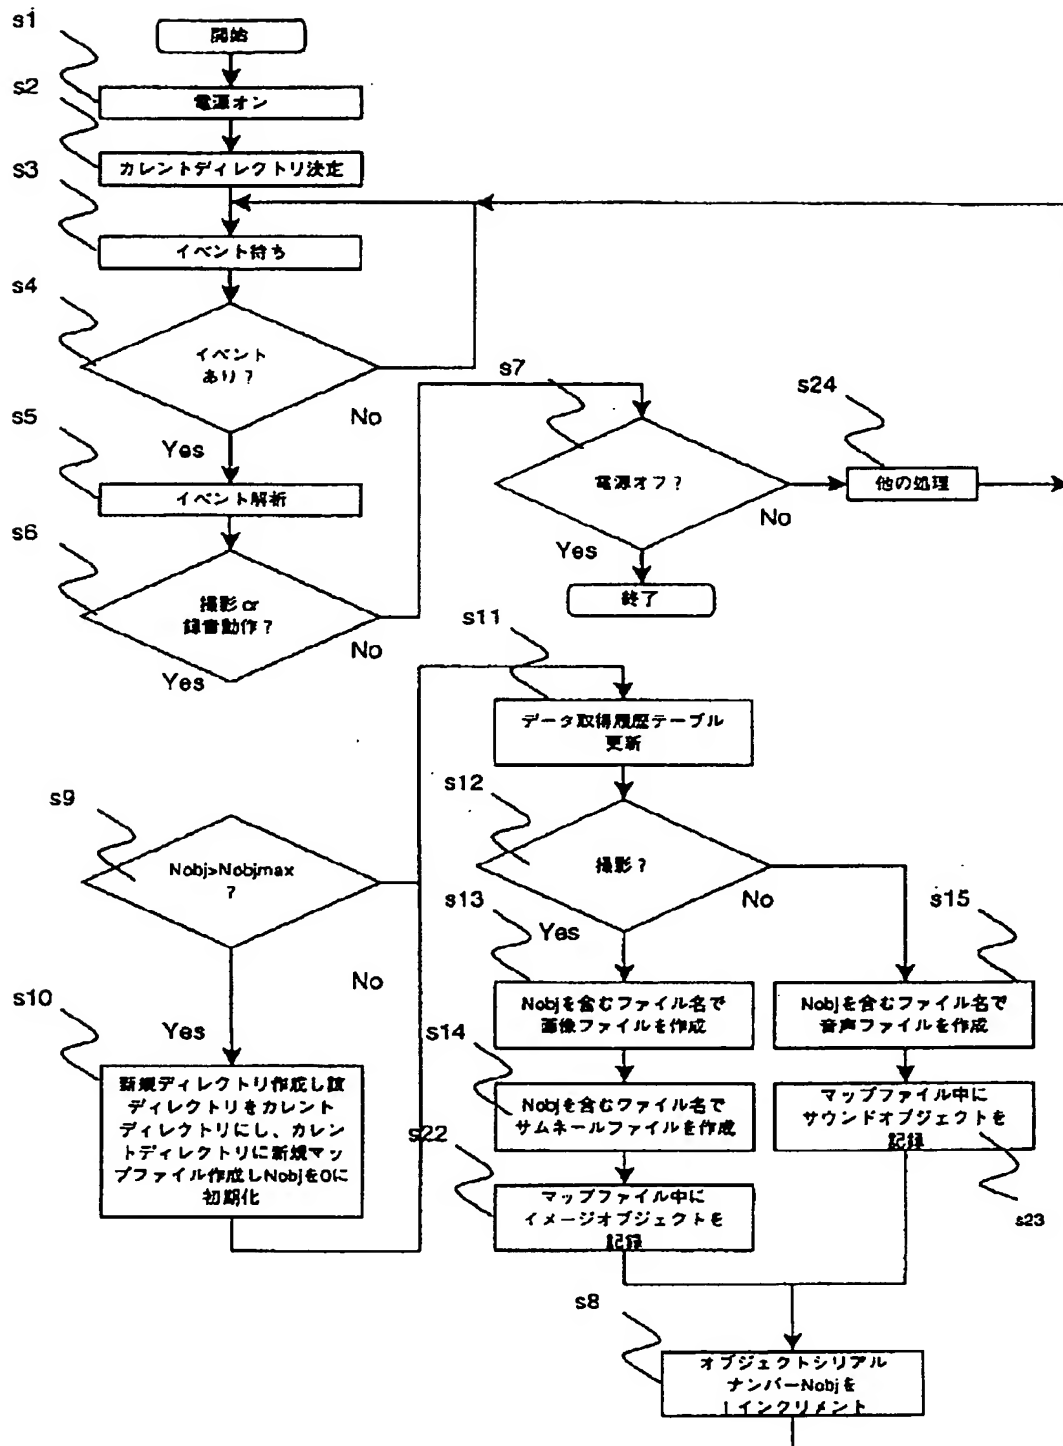 s1
開始
s2
電源オン
s3
カレントディレクトリ決定
イベント待ち
s4
イベント
あり？
No
Yes
s5
イベント解析
s6
撮影or
録音動作？
No
Yes
s7
電源オフ？
No
Yes
終了
s24
他の処理
s11
データ取得履歴テーブル
更新
s9
Nobj>Nobjmax
？
No
Yes
s10
新規ディレクトリ作成し該
ディレクトリをカレント
ディレクトリにし、カレン
トディレクトリに新規マッ
プファイル作成しNobjを0に
初期化
s12
撮影？
No
Yes
s13
Nobjを含むファイル名で
画像ファイルを作成
s14
Nobjを含むファイル名で
サムネールファイルを作成
s22
マップファイル中に
イメージオブジェクトを
記録
s15
Nobjを含むファイル名で
音声ファイルを作成
マップファイル中に
サウンドオブジェクトを
記録
s23
s8
オブジェクトシリアル
ナンバーNobjを
1インクリメント